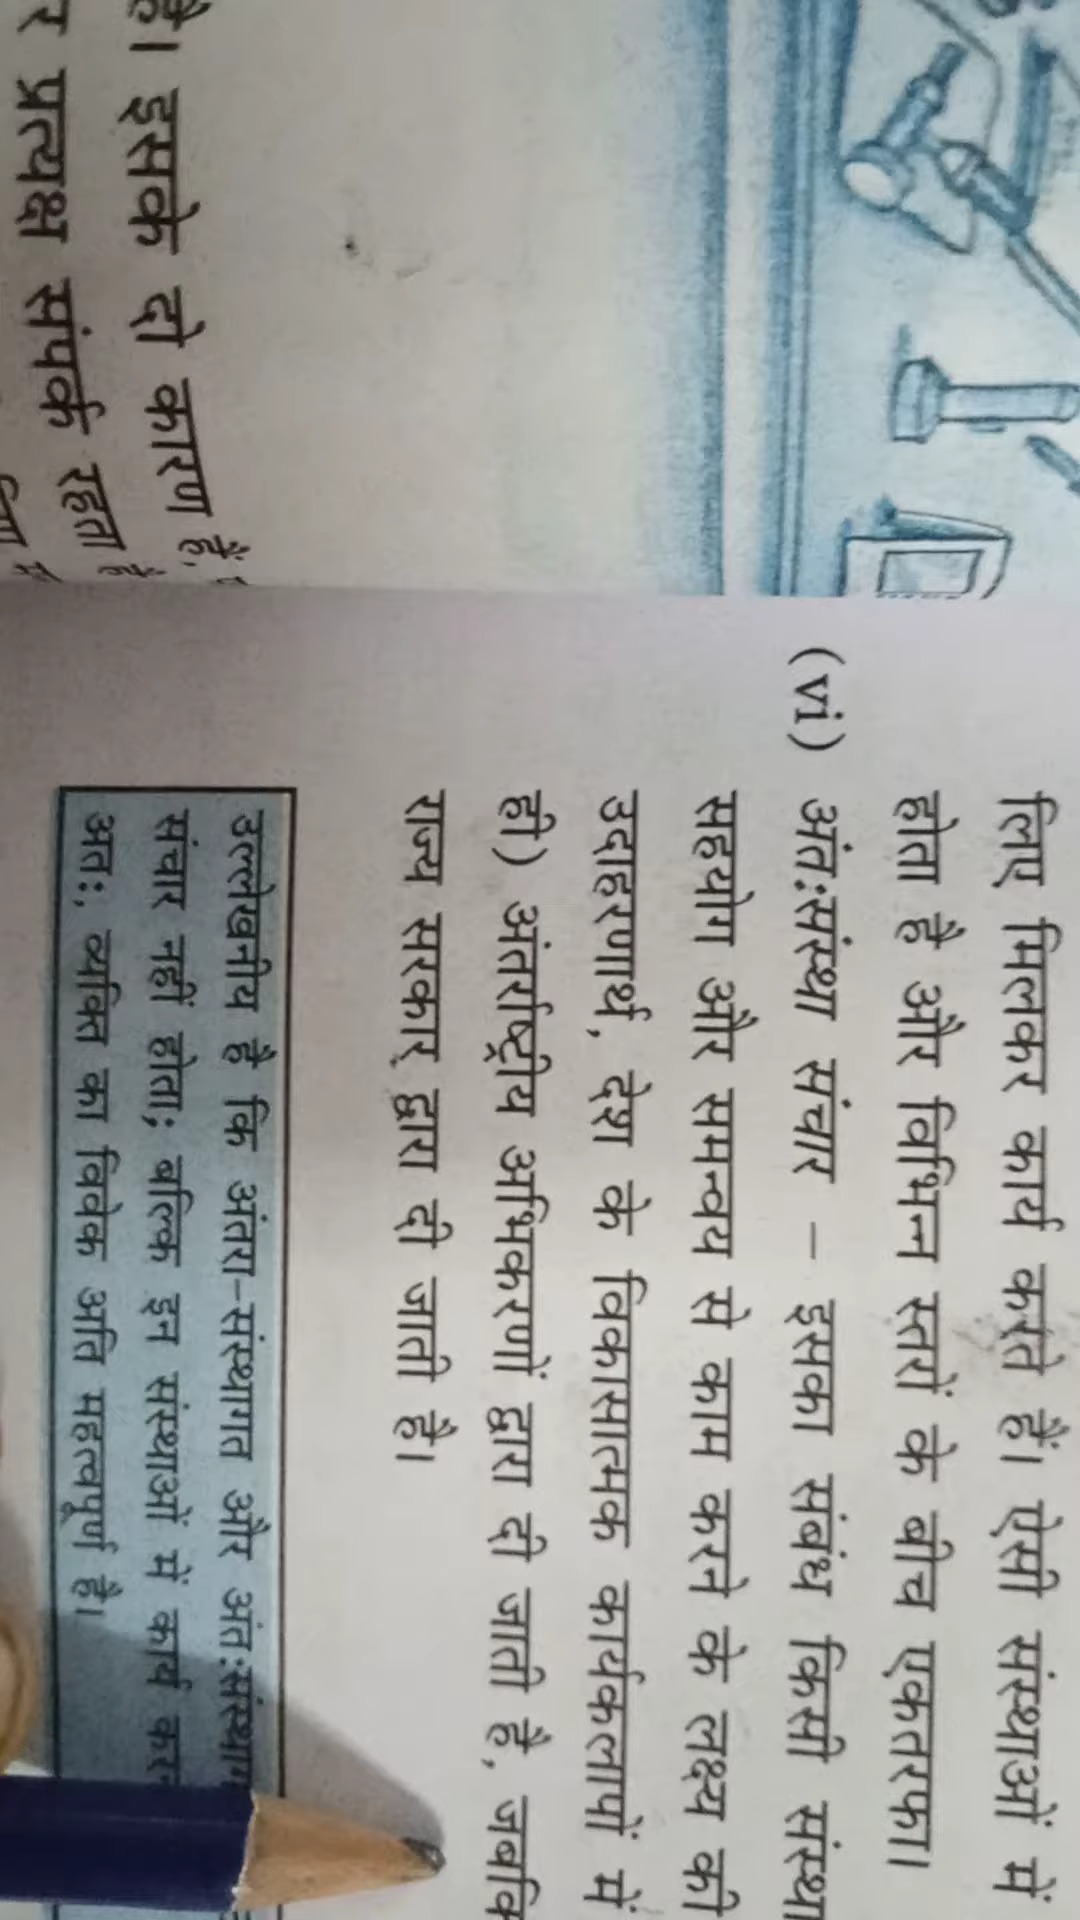 लिए मिलकर कार्य करते हैं। ऐसी संस्थाओं में
होता है और विभिन्न स्तरों के बीच एकतरफा।
(vi) अंतःसंस्था संचार – इसका संबंध किसी संस्था
सहयोग और समन्वय से काम करने के लक्ष्य की
उदाहरणार्थ, देश के विकासात्मक कार्यकलापों में
ही) अंतर्राष्ट्रीय अभिकरणों द्वारा दी जाती है, जबकि
राज्य सरकार द्वारा दी जाती है।
उल्लेखनीय है कि अंतरा-संस्थागत और
संचार नहीं होता; बल्कि इन संस्थाओं में कार्य
अतः, व्यक्ति का विवेक अति महत्वपूर्ण है।
है। इसके दो कारण हैं,
र प्रत्यक्ष संपर्क रहता है